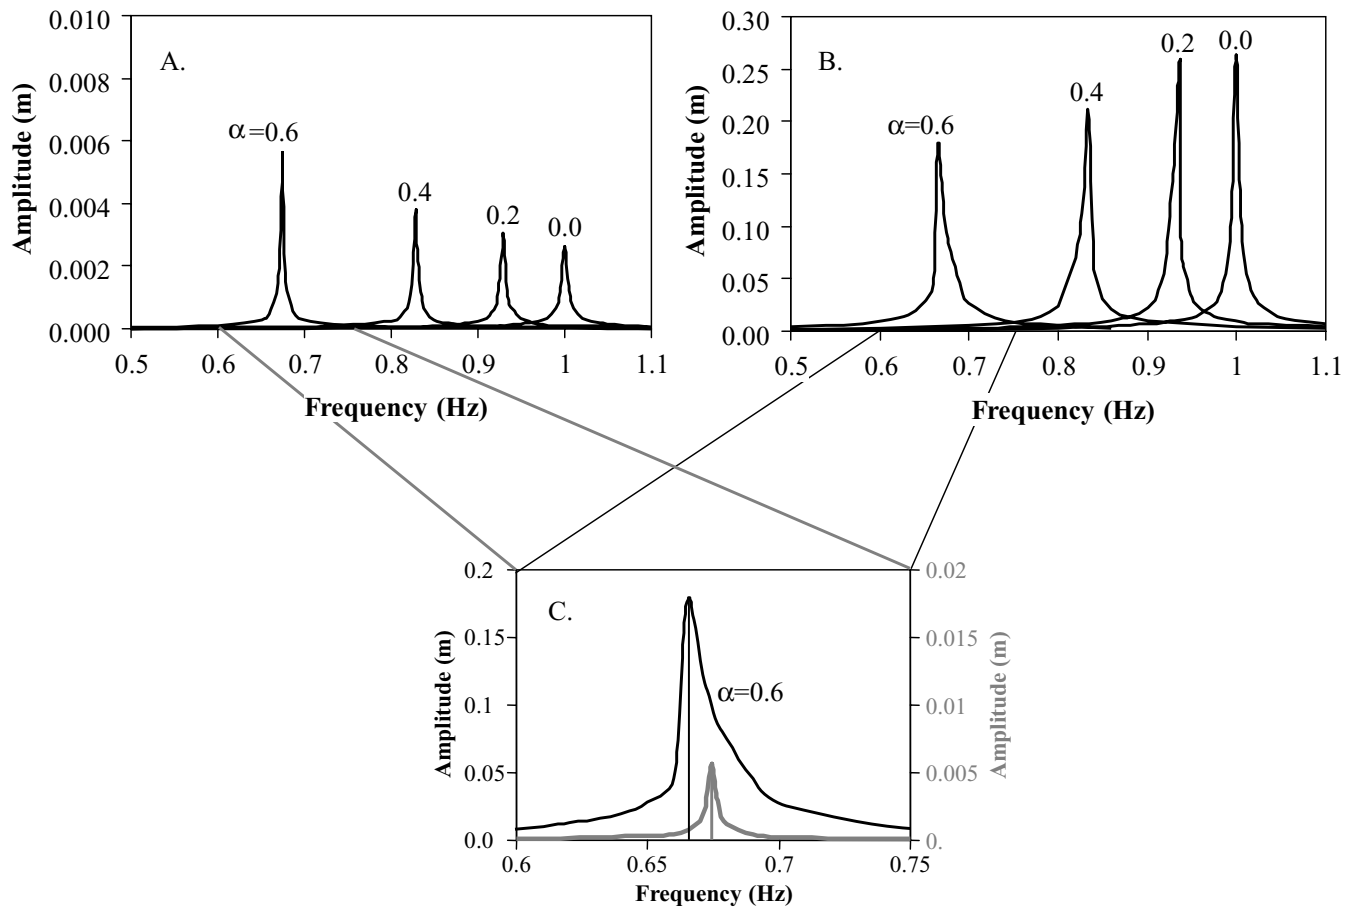 A.
Amplitude (m)
0.010
0.008
0.006
0.004
0.002
0.000
α=0.6
0.4
0.2
0.0
0.5 0.6 0.7 0.8 0.9 1 1.1
Frequency (Hz)
B.
Amplitude (m)
0.30
0.25
0.20
0.15
0.10
0.05
0.00
α=0.6
0.4
0.2
0.0
0.5 0.6 0.7 0.8 0.9 1 1.1
Frequency (Hz)
C.
Amplitude (m)
0.2
0.15
0.1
0.05
0.0
α=0.6
0.02
0.015
0.01
0.005
0.
Amplitude (m)
0.6 0.65 0.7 0.75
Frequency (Hz)